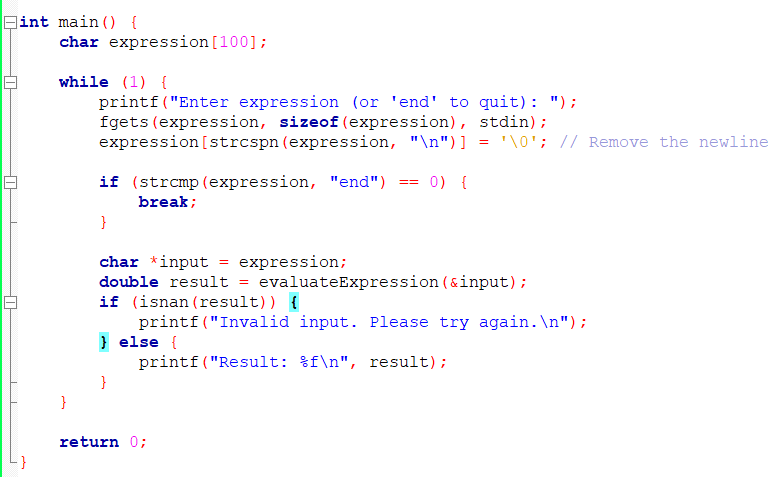 int main() {
    char expression[100];

    while (1) {
        printf("Enter expression (or 'end' to quit): ");
        fgets(expression, sizeof(expression), stdin);
        expression[strcspn(expression, "\n")] = '\0'; // Remove the newline

        if (strcmp(expression, "end") == 0) {
            break;
        }

        char *input = expression;
        double result = evaluateExpression(&input);
        if (isnan(result)) {
            printf("Invalid input. Please try again.\n");
        } else {
            printf("Result: %f\n", result);
        }
    }

    return 0;
}